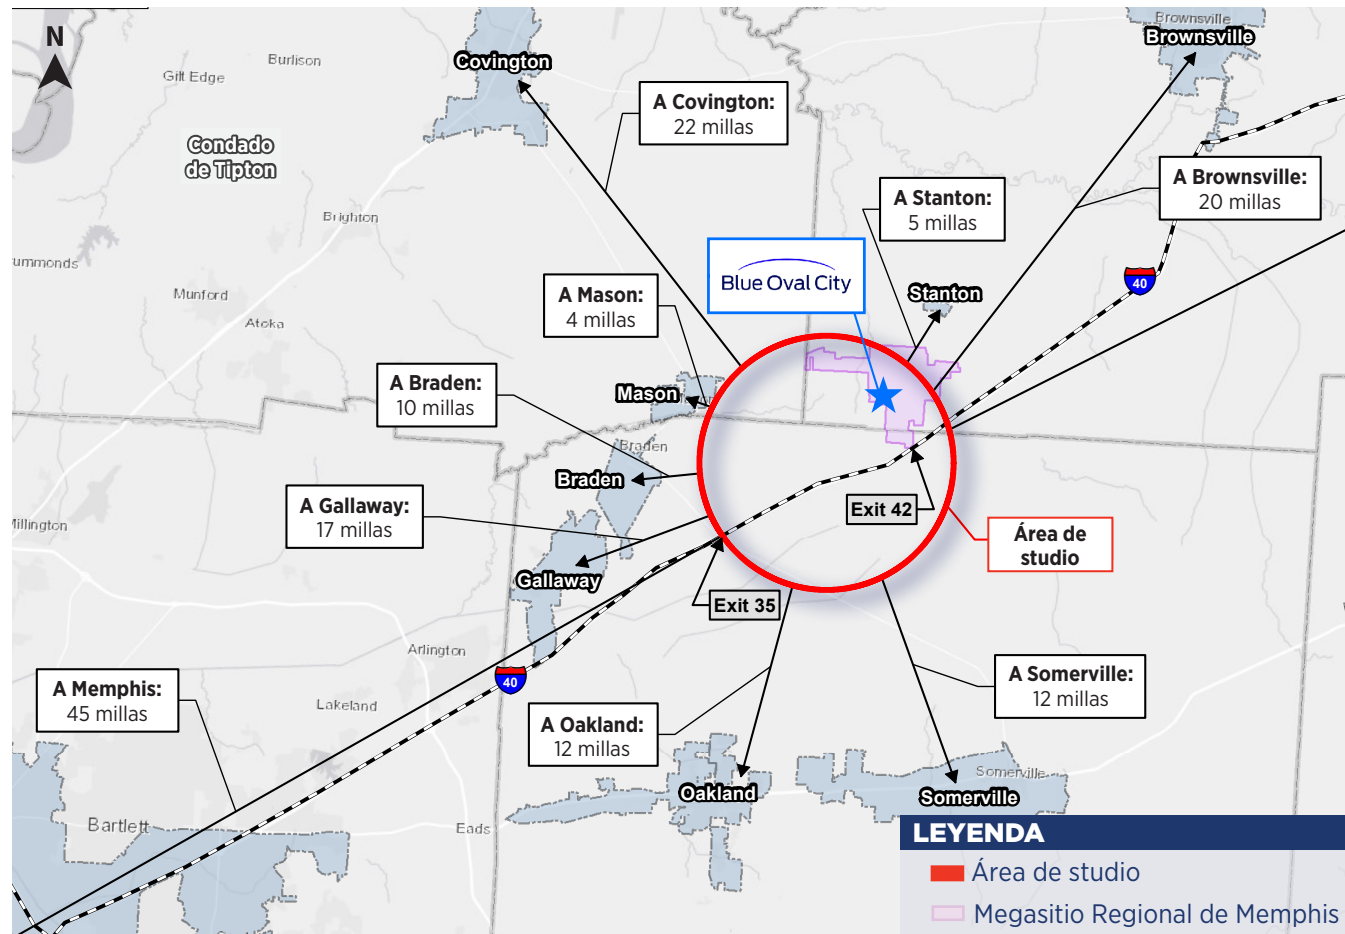 N
Burlison
Gilt Edge
Covington
Brownsville
Brownsville
A Covington:
22 millas
Condado
de Tipton
A Brownsville:
20 millas
A Stanton:
5 millas
Brighton
ummonds
Blue Oval City
40
Munford
Stanton
A Mason:
4 millas
Atoka
A Braden:
10 millas
Mason
Braden
Braden
A Gallaway:
17 millas
Exit 42
Millington
Área de
studio
Gallaway
Exit 35
Arlington
40
A Memphis:
45 millas
A Somerville:
12 millas
Lakeland
A Oakland:
12 millas
Somerville
Oakland
Somerville
Bartlett
Eads
LEYENDA
Área de studio
Megasitio Regional de Memphis